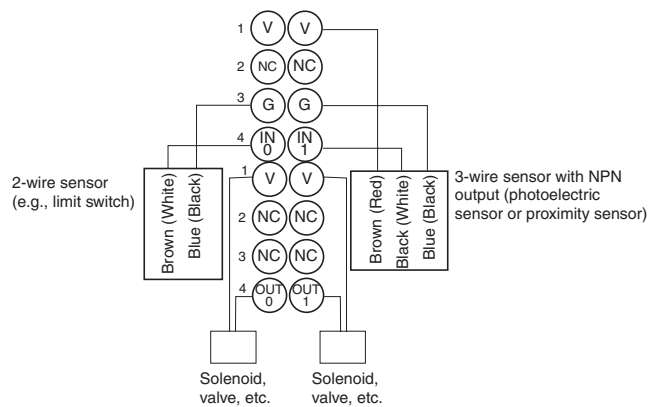 1 V V
2 NC NC
3 G G
4 IN 0 IN 1
1 V V
2 NC NC
3 NC NC
4 OUT 0 OUT 1
2-wire sensor
(e.g., limit switch)
Brown (White)
Blue (Black)
Brown (Red)
Black (White)
Blue (Black)
3-wire sensor with NPN
output (photoelectric
sensor or proximity sensor)
Solenoid,
valve, etc.
Solenoid,
valve, etc.